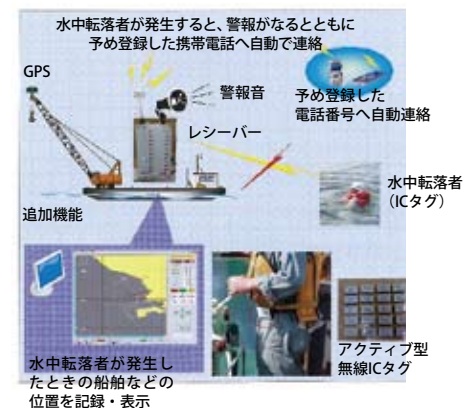 水中転落者が発生すると、警報がなるとともに
予め登録した携帯電話へ自動で連絡
GPS
警報音
予め登録した
電話番号へ自動連絡
レシーバー
水中転落者
(ICタグ)
追加機能
アクティブ型
無線ICタグ
水中転落者が発生し
たときの船舶などの
位置を記録・表示